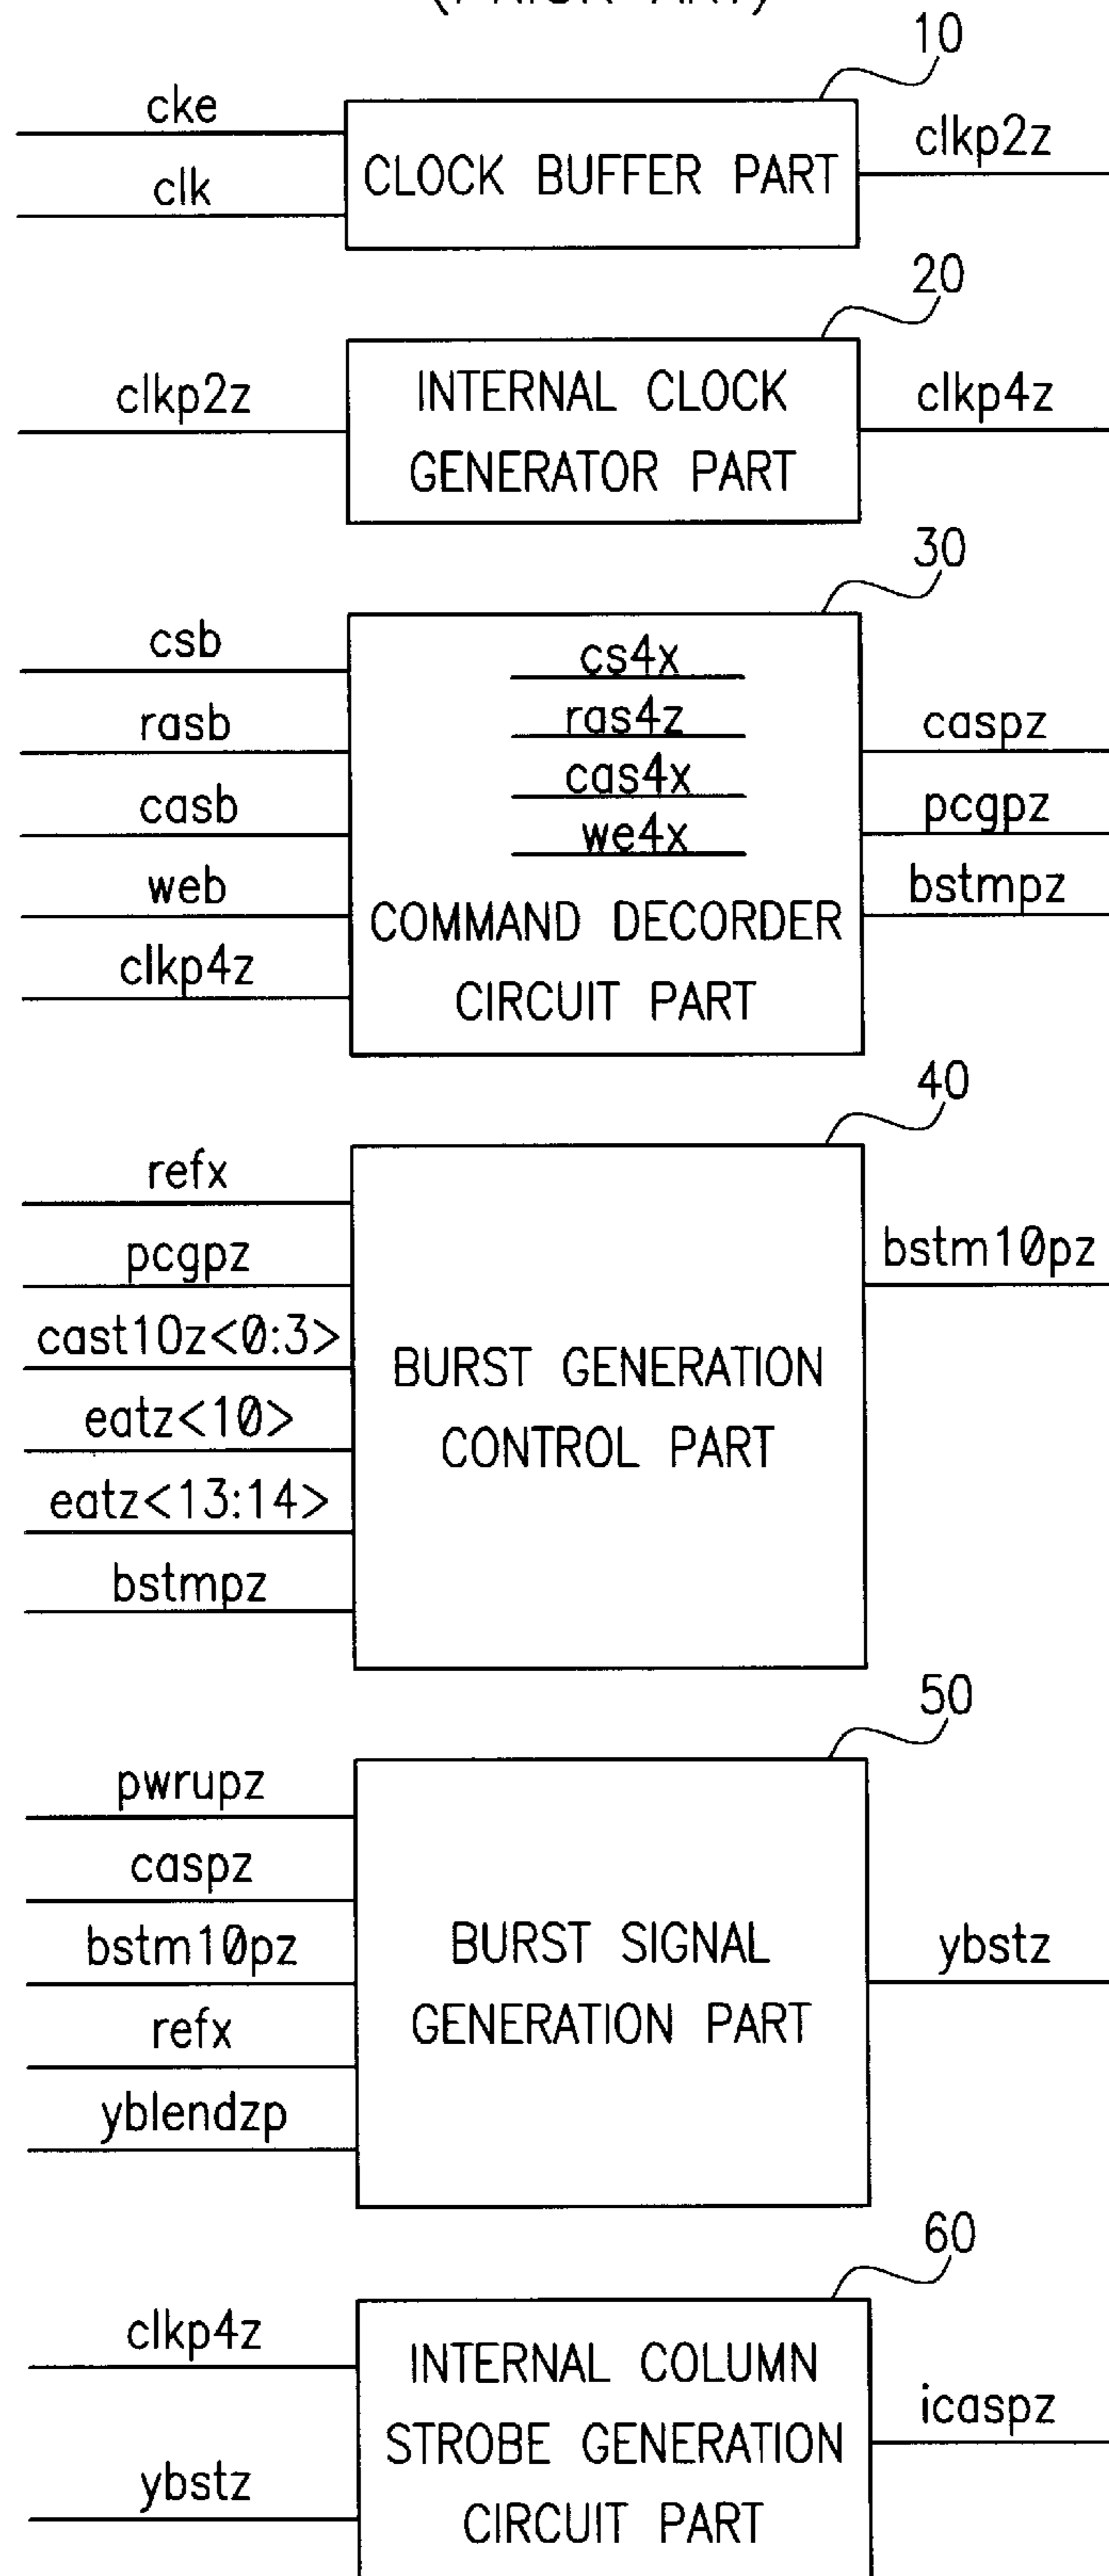 (PRIOR ART)
10
cke
clk
CLOCK BUFFER PART
clkp2z
20
clkp2z
INTERNAL CLOCK
GENERATOR PART
clkp4z
30
csb
rasb
casb
web
clkp4z
cs4x
ras4z
cas4x
we4x
COMMAND DECORDER
CIRCUIT PART
caspz
pcgpz
bstmpz
40
refx
pcgpz
cast10z<0:3>
eatz<10>
eatz<13:14>
bstmpz
BURST GENERATION
CONTROL PART
bstm10pz
50
pwrupz
caspz
bstm10pz
refx
yblendzp
BURST SIGNAL
GENERATION PART
ybstz
60
clkp4z
ybstz
INTERNAL COLUMN
STROBE GENERATION
CIRCUIT PART
icaspz